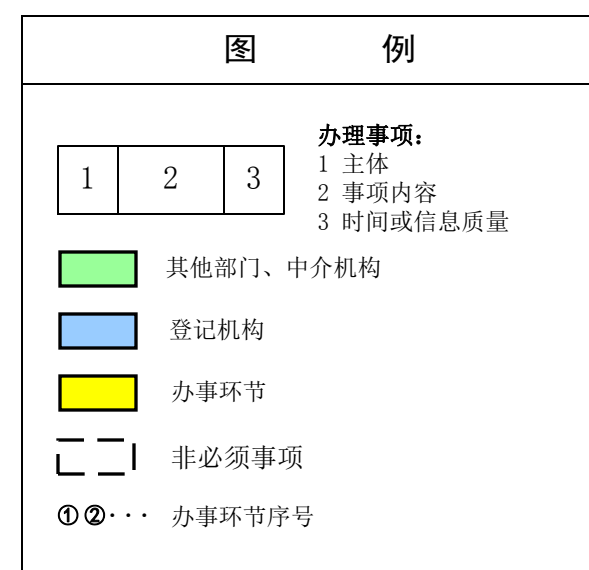 图 例
办理事项：
1 2 3
1 主体
2 事项内容
3 时间或信息质量
其他部门、中介机构
登记机构
办事环节
非必须事项
①②··· 办事环节序号